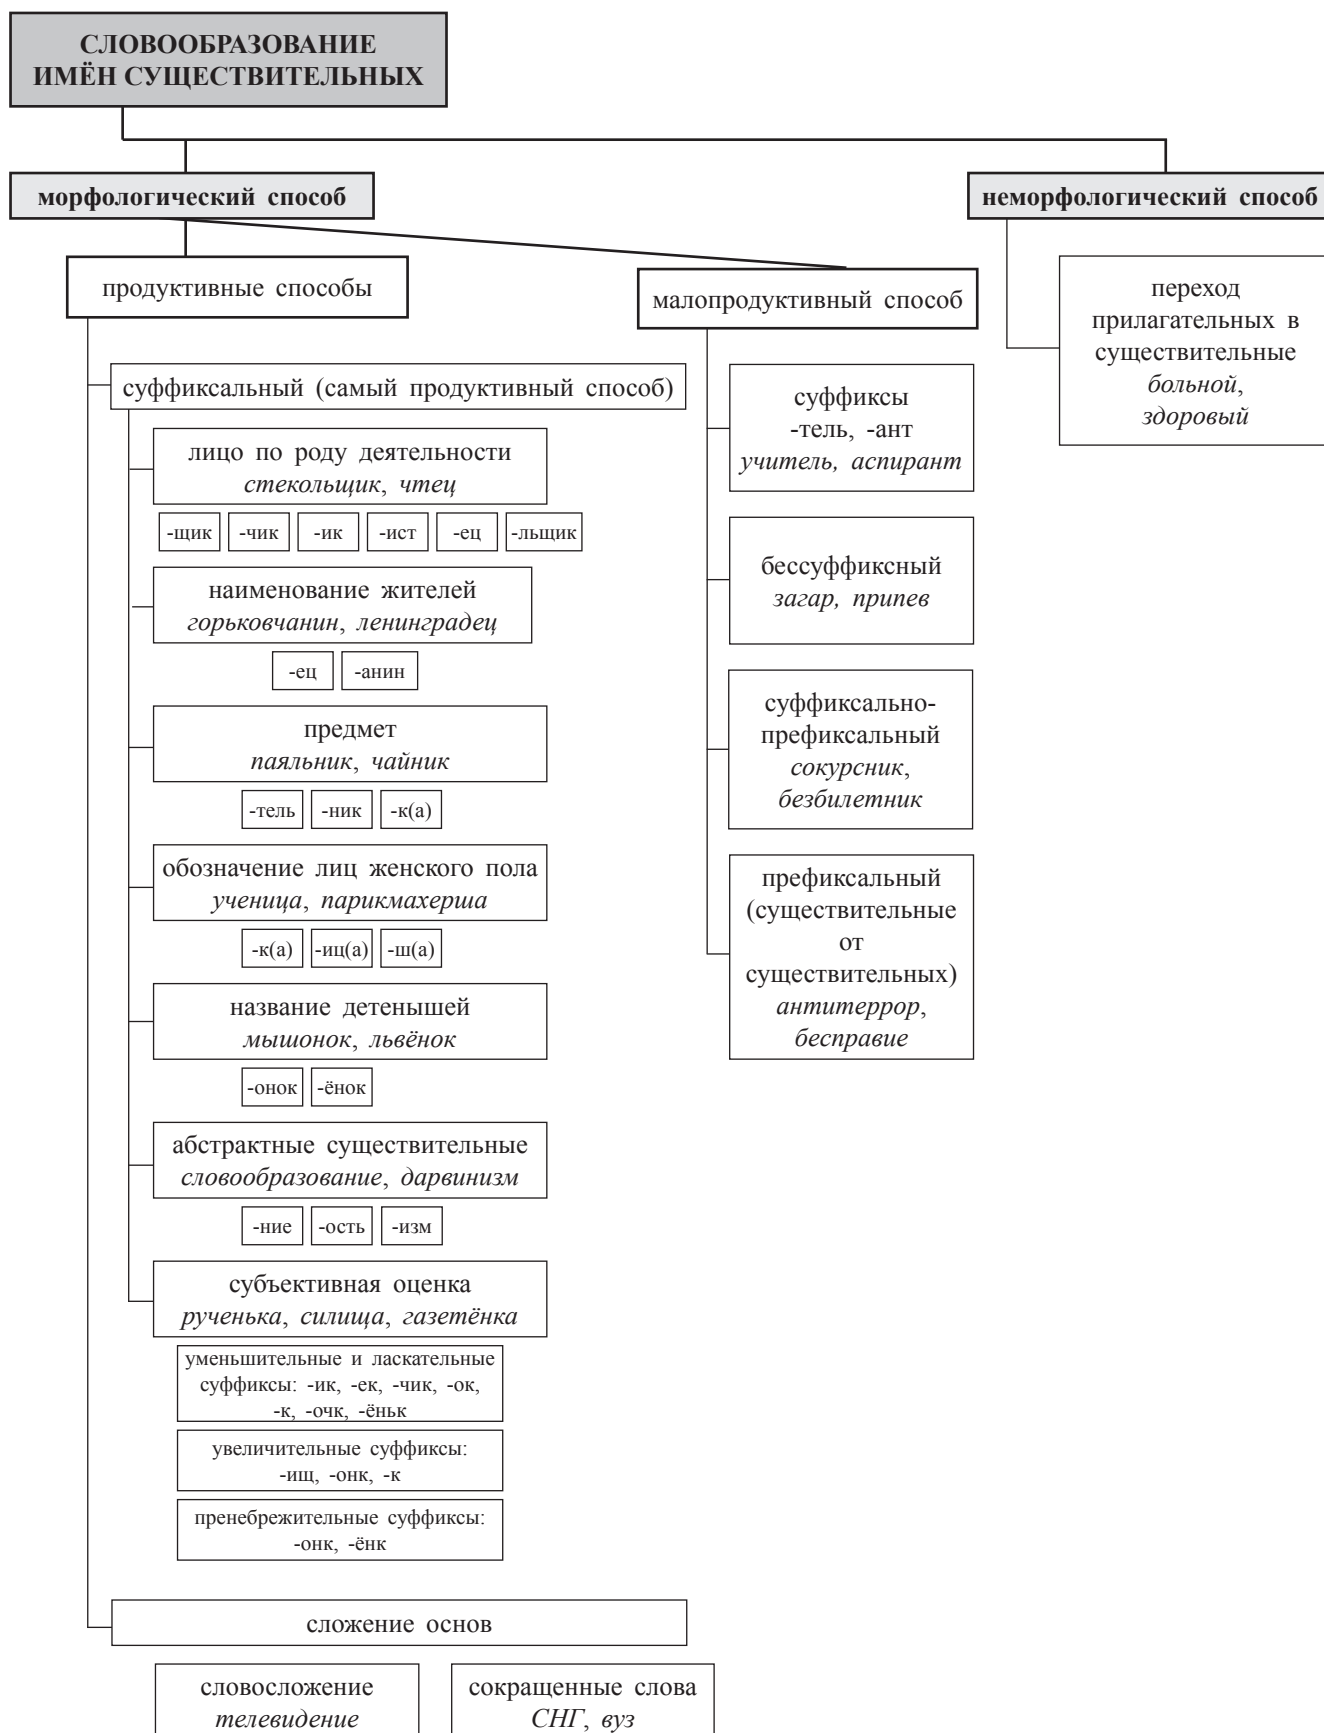 СЛОВООБРАЗОВАНИЕ
ИМЁН СУЩЕСТВИТЕЛЬНЫХ
морфологический способ
неморфологический способ
продуктивные способы
малопродуктивный способ
переход
прилагательных в
существительные
больной,
здоровый
суффиксальный (самый продуктивный способ)
лицо по роду деятельности
стекольщик, чтец
-щик -чик -ик -ист -ец -льщик
наименование жителей
горьковчанин, ленинградец
-ец -анин
предмет
паяльник, чайник
-тель -ник -к(а)
обозначение лиц женского пола
ученица, парикмахерша
-к(а) -иц(а) -ш(а)
название детенышей
мышонок, львёнок
-онок -ёнок
абстрактные существительные
словообразование, дарвинизм
-ние -ость -изм
субъективная оценка
рученька, силища, газетёнка
уменьшительные и ласкательные
суффиксы: -ик, -ек, -чик, -ок,
-к, -очк, -ёньк
увеличительные суффиксы:
-ищ, -онк, -к
пренебрежительные суффиксы:
-онк, -ёнк
суффиксы
-тель, -ант
учитель, аспирант
бессуффиксный
загар, припев
суффиксально-
префиксальный
сокурсник,
безбилетник
префиксальный
(существительные
от
существительных)
антитеррор,
бесправие
сложение основ
словосложение
телевидение
сокращенные слова
СНГ, вуз